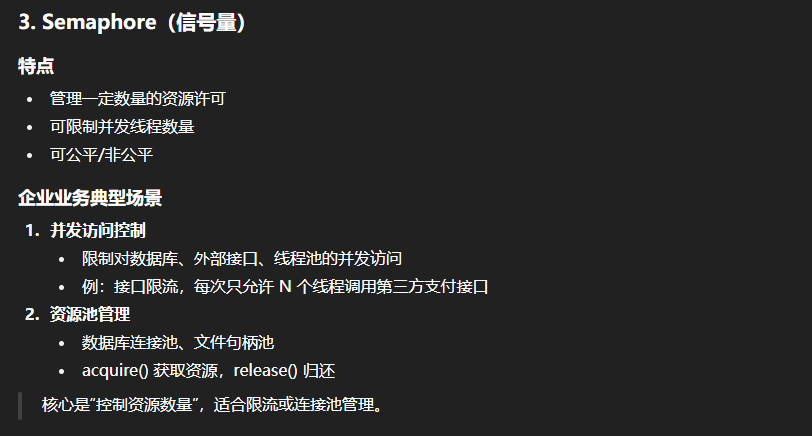 3. Semaphore（信号量）
特点
• 管理一定数量的资源许可
• 可限制并发线程数量
• 可公平/非公平
企业业务典型场景
1. 并发访问控制
• 限制对数据库、外部接口、线程池的并发访问
• 例：接口限流，每次只允许 N 个线程调用第三方支付接口
2. 资源池管理
• 数据库连接池、文件句柄池
• acquire() 获取资源，release() 归还
核心是“控制资源数量”，适合限流或连接池管理。